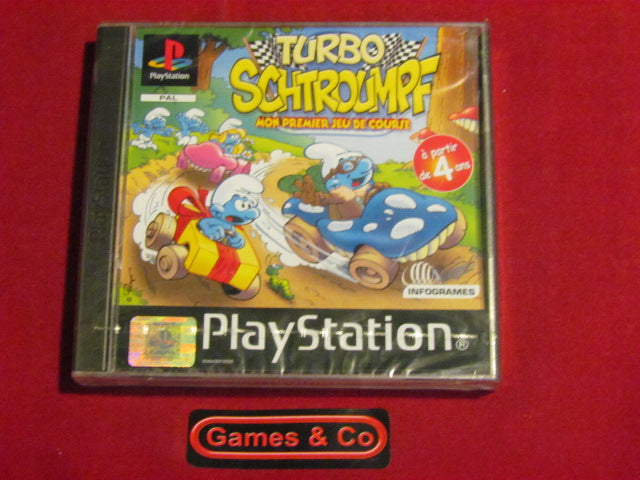 PlayStation
PAL
TURBO
SCHTROUMPF
MON PREMIER JEU DE COURSE
à partir
de 4 ans
INFOGRAMES
PlayStation®
Games & Co